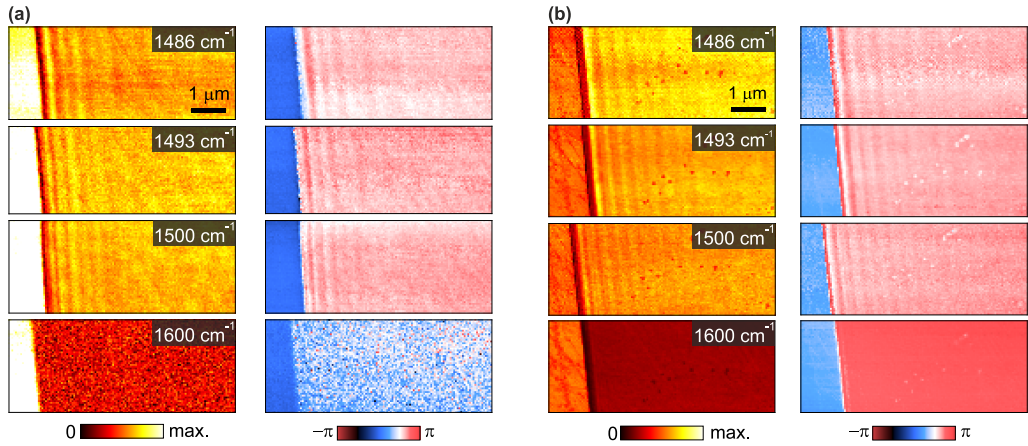 (a)
1486 cm⁻¹
1 μm
1493 cm⁻¹
1500 cm⁻¹
1600 cm⁻¹
0 max.
−π π
(b)
1486 cm⁻¹
1 μm
1493 cm⁻¹
1500 cm⁻¹
1600 cm⁻¹
0 max.
−π π